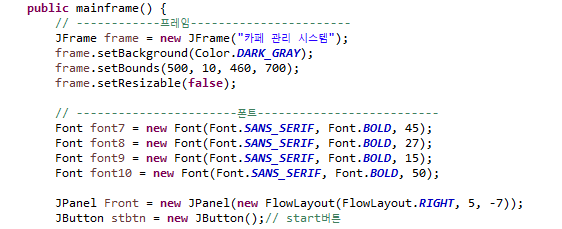 public mainframe() {
// ------------프레임-----------------------
JFrame frame = new JFrame("카페 관리 시스템");
frame.setBackground(Color.DARK_GRAY);
frame.setBounds(500, 10, 460, 700);
frame.setResizable(false);
// -----------------------폰트--------------------------
Font font7 = new Font(Font.SANS_SERIF, Font.BOLD, 45);
Font font8 = new Font(Font.SANS_SERIF, Font.BOLD, 27);
Font font9 = new Font(Font.SANS_SERIF, Font.BOLD, 15);
Font font10 = new Font(Font.SANS_SERIF, Font.BOLD, 50);
JPanel Front = new JPanel(new FlowLayout(FlowLayout.RIGHT, 5, -7));
JButton stbtn = new JButton();// start버튼